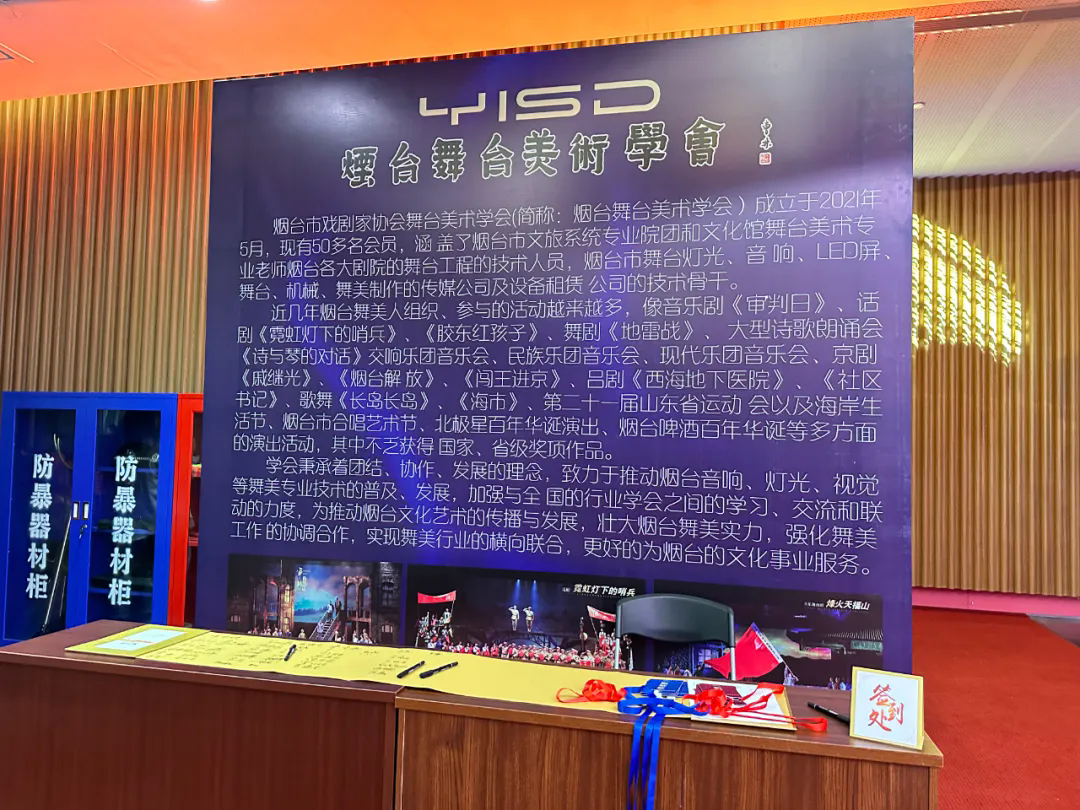 YISD
煙台舞台美術學會
烟台市戏剧家协会舞台美术学会(简称：烟台舞台美术学会）成立于2021年
5月，现有50多名会员，涵 盖了烟台市文旅系统专业院团和文化馆舞台美术专
业老师烟台各大剧院的舞台工程的技术人员，烟台市舞台灯光、音 响、LED屏、
舞台、机械、舞美制作的传媒公司及设备租赁 公司的技术骨干。
近几年烟台舞美人组织、参与的活动越来越多，像音乐剧《审判日》、话
剧《霓虹灯下的哨兵》、《胶东红孩子》、舞剧《地雷战》、大型诗歌朗诵会
《诗与琴的对话》交响乐团音乐会、民族乐团音乐会、现代乐团音乐会、京剧
《戚继光》、《烟台解 放》、《闯王进京》、吕剧《西海地下医院》、《社区
书记》、歌舞《长岛长岛》、《海市》、第二十一届山东省运动 会以及海岸生
活节、烟台市合唱艺术节、北极星百年华诞演出、烟台啤酒百年华诞等多方面
的演出活动，其中不乏获得 国家、省级奖项作品。
学会秉承着团结、协作、发展的理念，致力于推动烟台音响、灯光、视觉
等舞美专业技术的普及、发展，加强与全 国的行业学会之间的学习、交流和联
动的力度，为推动烟台文化艺术的传播与发展，壮大烟台舞美实力，强化舞美
工作 的协调合作，实现舞美行业的横向联合，更好的为烟台的文化事业服务。
霓虹灯下的哨兵
烽火天福山
防暴器材柜
防暴器材柜
签到处